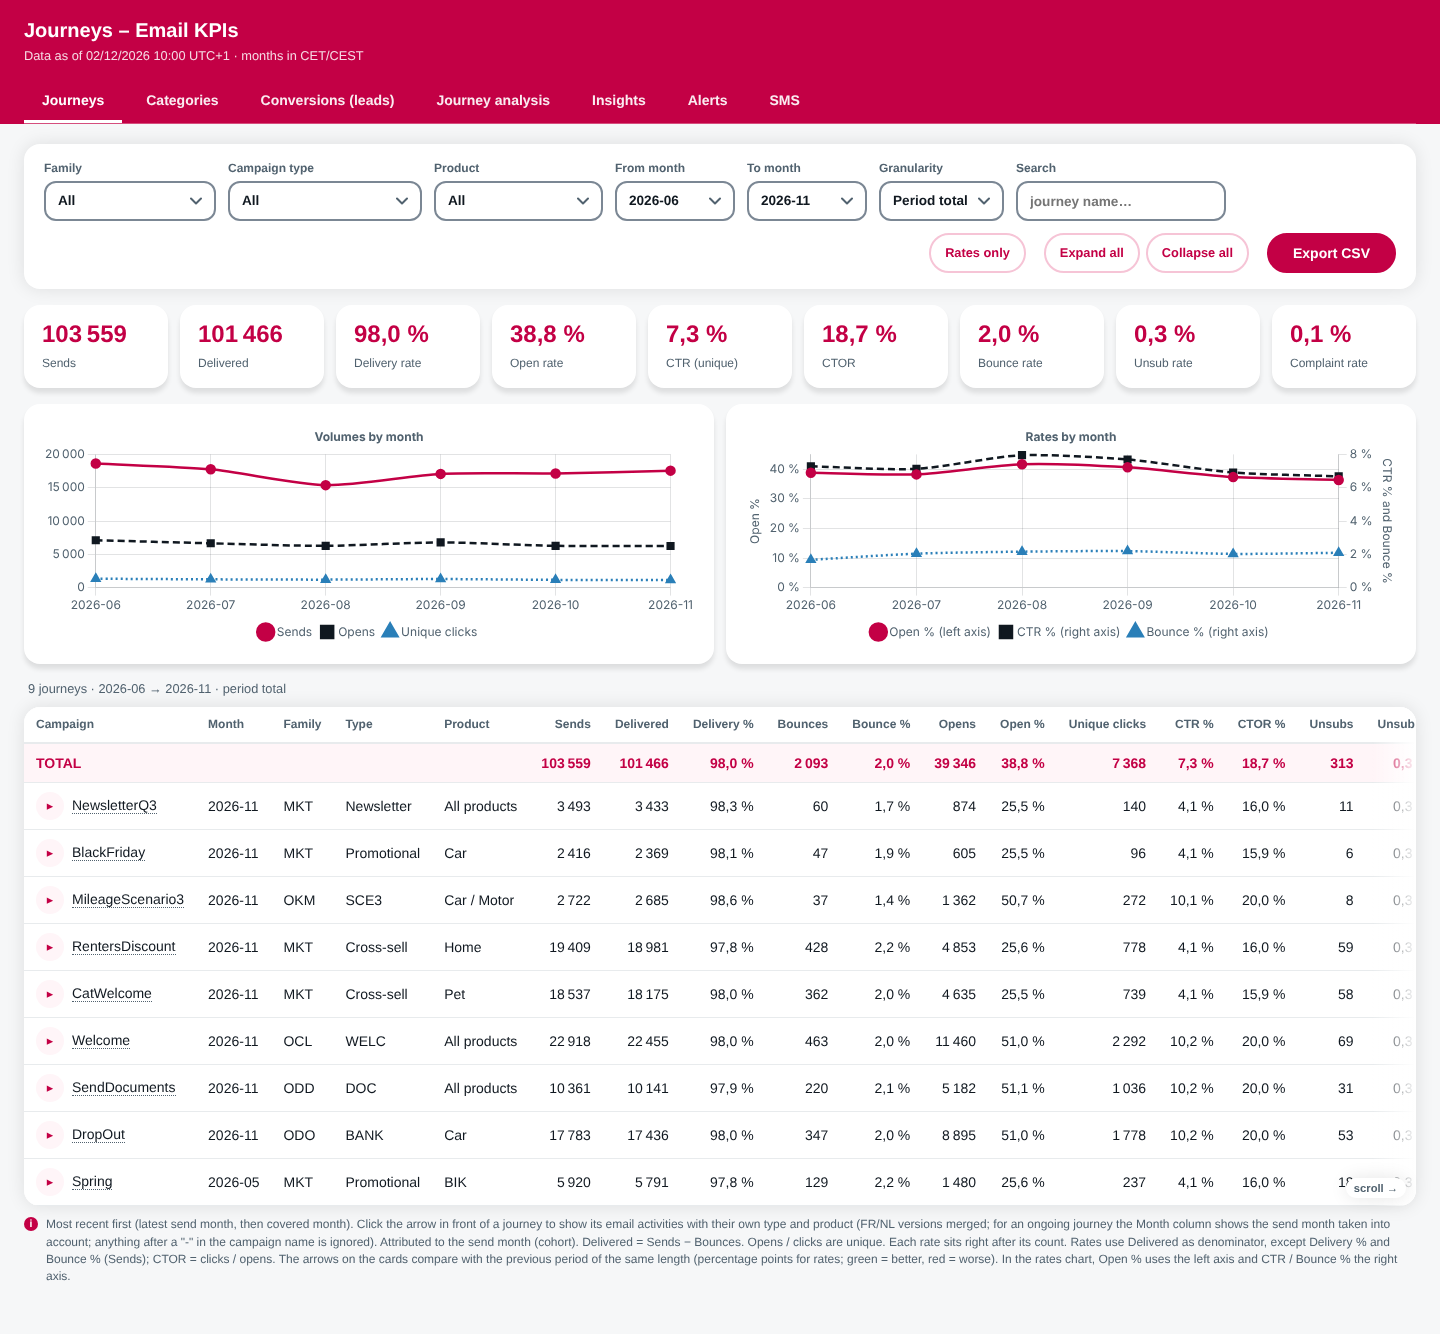 Journeys – Email KPIs
Data as of 02/12/2026 10:00 UTC+1 · months in CET/CEST
Journeys Categories Conversions (leads) Journey analysis Insights Alerts SMS
Family Campaign type Product From month To month Granularity Search
All All All 2026-06 2026-11 Period total journey name…
Rates only Expand all Collapse all Export CSV
103 559 101 466 98,0 % 38,8 % 7,3 % 18,7 % 2,0 % 0,3 % 0,1 %
Sends Delivered Delivery rate Open rate CTR (unique) CTOR Bounce rate Unsub rate Complaint rate
Volumes by month
20 000
15 000
10 000
5 000
0
2026-06 2026-07 2026-08 2026-09 2026-10 2026-11
Sends Opens Unique clicks
Rates by month
Open %
40 %
30 %
20 %
10 %
0 %
8 %
6 %
4 %
2 %
0 %
CTR % and Bounce %
2026-06 2026-07 2026-08 2026-09 2026-10 2026-11
Open % (left axis) CTR % (right axis) Bounce % (right axis)
9 journeys · 2026-06 → 2026-11 · period total
Campaign Month Family Type Product Sends Delivered Delivery % Bounces Bounce % Opens Open % Unique clicks CTR % CTOR % Unsubs Unsub
TOTAL 103 559 101 466 98,0 % 2 093 2,0 % 39 346 38,8 % 7 368 7,3 % 18,7 % 313 0,3
NewsletterQ3 2026-11 MKT Newsletter All products 3 493 3 433 98,3 % 60 1,7 % 874 25,5 % 140 4,1 % 16,0 % 11 0,3
BlackFriday 2026-11 MKT Promotional Car 2 416 2 369 98,1 % 47 1,9 % 605 25,5 % 96 4,1 % 15,9 % 6 0,3
MileageScenario3 2026-11 OKM SCE3 Car / Motor 2 722 2 685 98,6 % 37 1,4 % 1 362 50,7 % 272 10,1 % 20,0 % 8 0,3
RentersDiscount 2026-11 MKT Cross-sell Home 19 409 18 981 97,8 % 428 2,2 % 4 853 25,6 % 778 4,1 % 16,0 % 59 0,3
CatWelcome 2026-11 MKT Cross-sell Pet 18 537 18 175 98,0 % 362 2,0 % 4 635 25,5 % 739 4,1 % 15,9 % 58 0,3
Welcome 2026-11 OCL WELC All products 22 918 22 455 98,0 % 463 2,0 % 11 460 51,0 % 2 292 10,2 % 20,0 % 69 0,3
SendDocuments 2026-11 ODD DOC All products 10 361 10 141 97,9 % 220 2,1 % 5 182 51,1 % 1 036 10,2 % 20,0 % 31 0,3
DropOut 2026-11 ODO BANK Car 17 783 17 436 98,0 % 347 2,0 % 8 895 51,0 % 1 778 10,2 % 20,0 % 53 0,3
Spring 2026-05 MKT Promotional BIK 5 920 5 791 97,8 % 129 2,2 % 1 480 25,6 % 237 4,1 % 16,0 %
scroll →
Most recent first (latest send month, then covered month). Click the arrow in front of a journey to show its email activities with their own type and product (FR/NL versions merged; for an ongoing journey the Month column shows the send month taken into
account; anything after a "-" in the campaign name is ignored). Attributed to the send month (cohort). Delivered = Sends − Bounces. Opens / clicks are unique. Each rate sits right after its count. Rates use Delivered as denominator, except Delivery % and
Bounce % (Sends); CTOR = clicks / opens. The arrows on the cards compare with the previous period of the same length (percentage points for rates; green = better, red = worse). In the rates chart, Open % uses the left axis and CTR / Bounce % the right
axis.